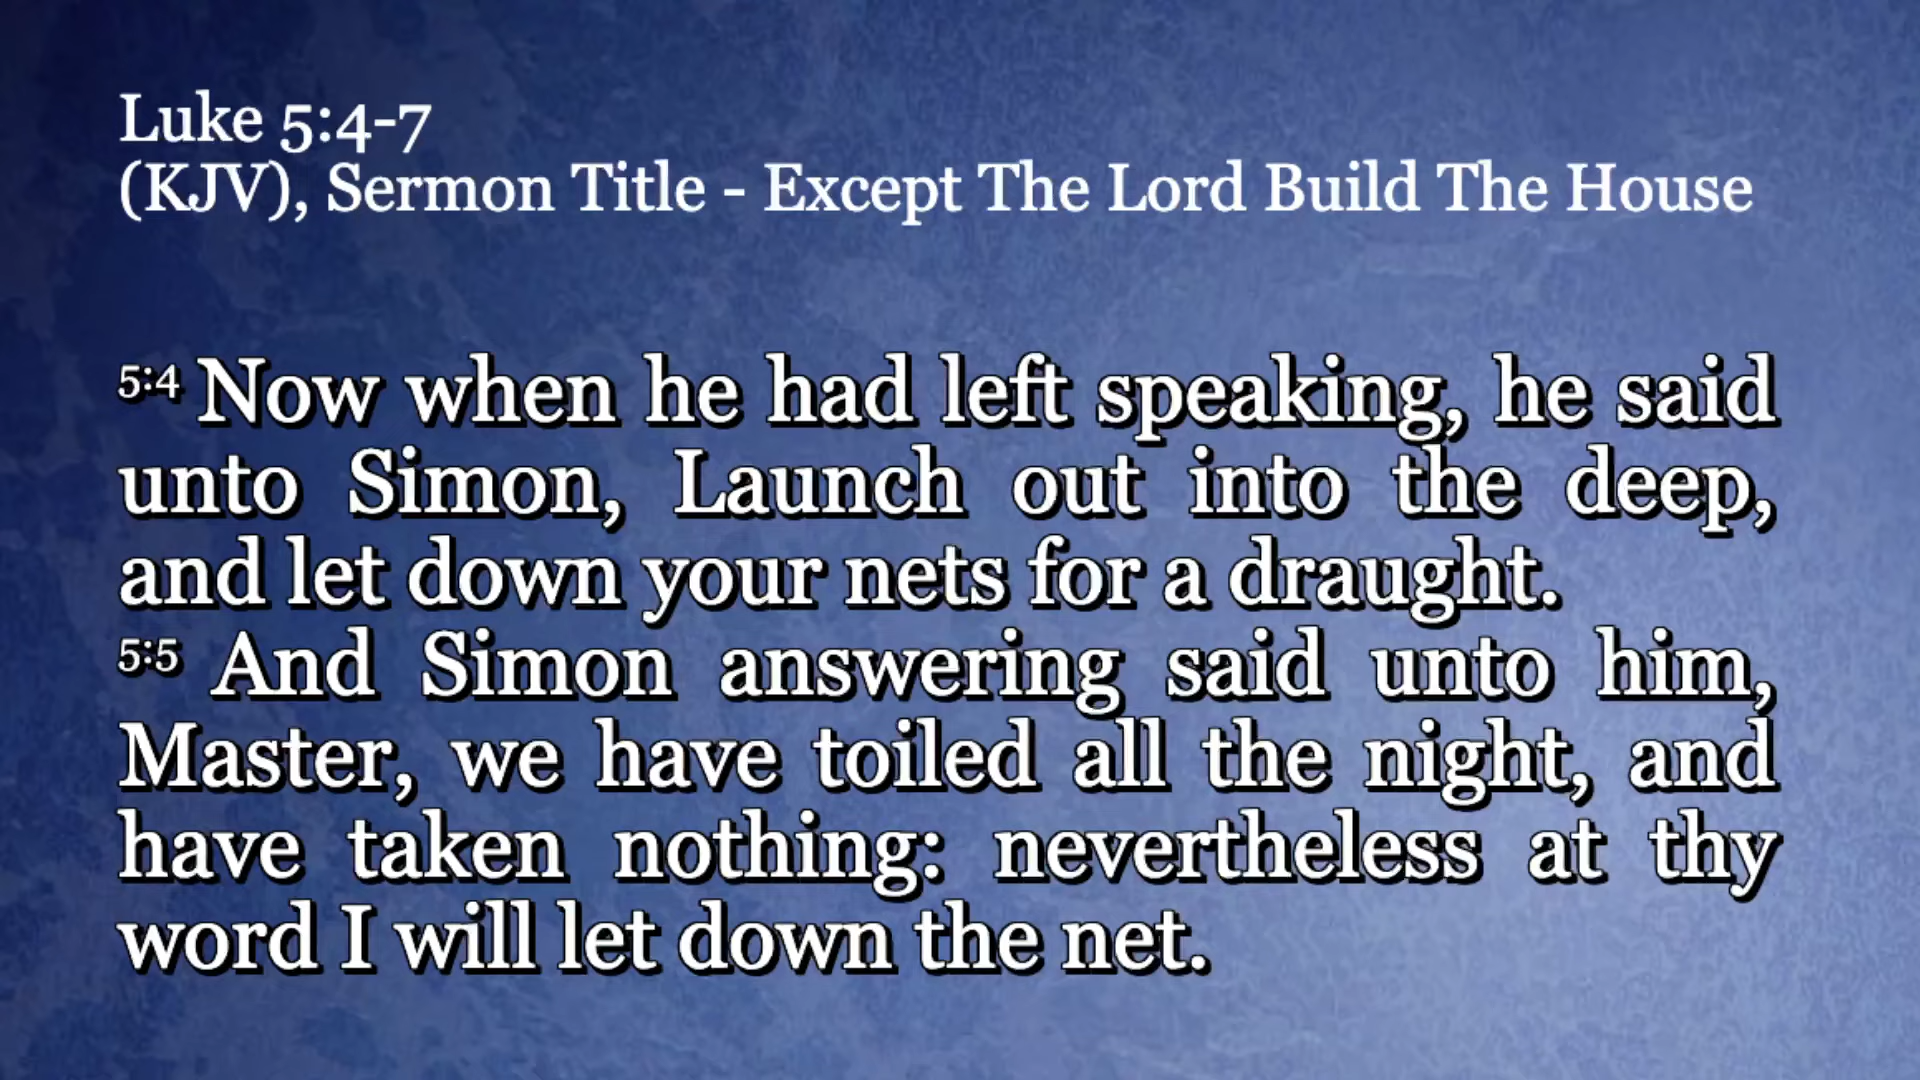 Luke 5:4-7
(KJV), Sermon Title - Except The Lord Build The House
5:4 Now when he had left speaking, he said
unto Simon, Launch out into the deep,
and let down your nets for a draught.
5:5 And Simon answering said unto him,
Master, we have toiled all the night, and
have taken nothing: nevertheless at thy
word I will let down the net.